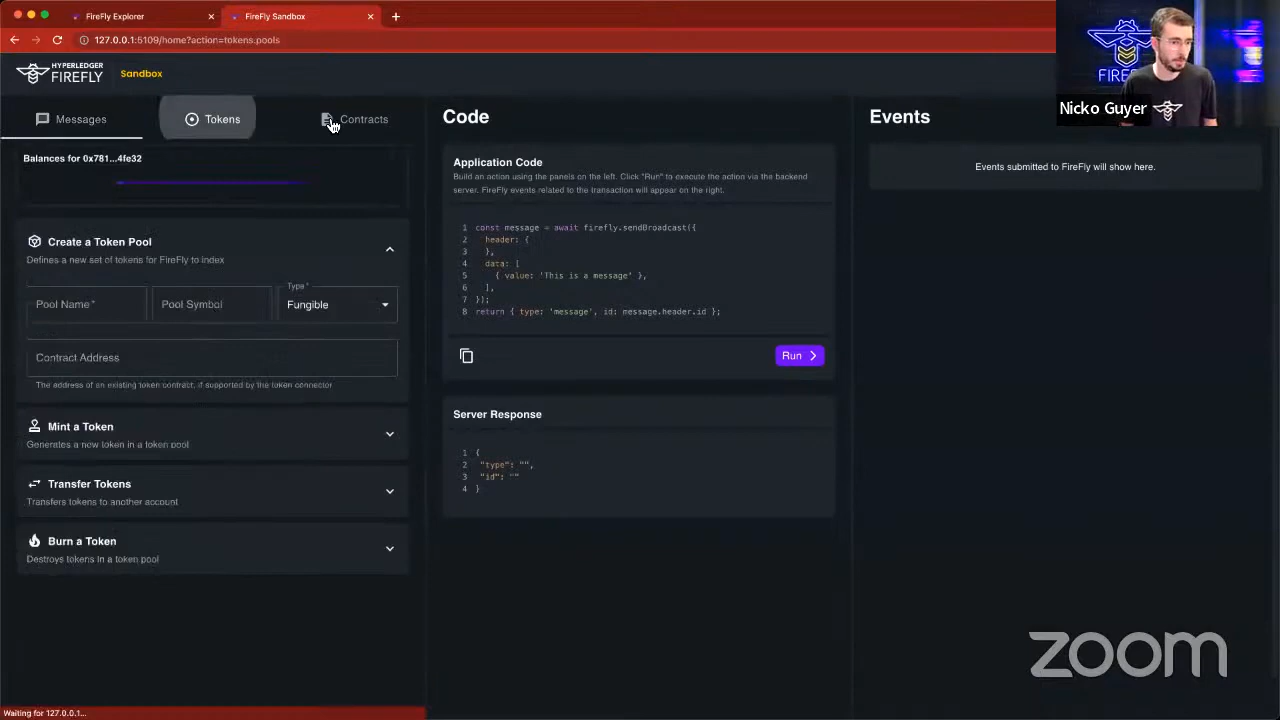 FireFly Explorer
FireFly Sandbox
127.0.0.1:5109/home?action=tokens:pools
HYPERLEDGER
FIREFLY
Sandbox
Messages
Tokens
Contracts
Balances for 0x781...4fe32
Create a Token Pool
Defines a new set of tokens for FireFly to index
Pool Name*
Pool Symbol
Type*
Fungible
Contract Address
The address of an existing token contract, if supported by the token connector
Mint a Token
Generates a new token in a token pool
Transfer Tokens
Transfers tokens to another account
Burn a Token
Destroys tokens in a token pool
Waiting for 127.0.0.1...
Code
Application Code
Build an action using the panels on the left. Click "Run" to execute the action via the backend
server. FireFly events related to the transaction will appear on the right.
1 const message = await firefly.sendBroadcast({
2 header: {
3 },
4 data: [
5 { value: 'This is a message' },
6 ],
7 });
8 return { type: 'message', id: message.header.id };
Run
Server Response
1 {
2 "type": "",
3 "id": ""
4 }
Events
Events submitted to FireFly will show here.
FIRE
Nicko Guyer
zoom